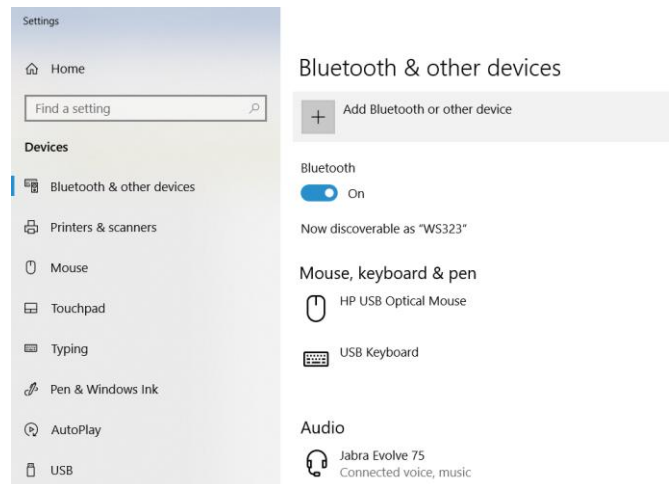 Settings
Home
Find a setting
Devices
Bluetooth & other devices
Printers & scanners
Mouse
Touchpad
Typing
Pen & Windows Ink
AutoPlay
USB
Bluetooth & other devices
Add Bluetooth or other device
Bluetooth
On
Now discoverable as "WS323"
Mouse, keyboard & pen
HP USB Optical Mouse
USB Keyboard
Audio
Jabra Evolve 75
Connected voice, music